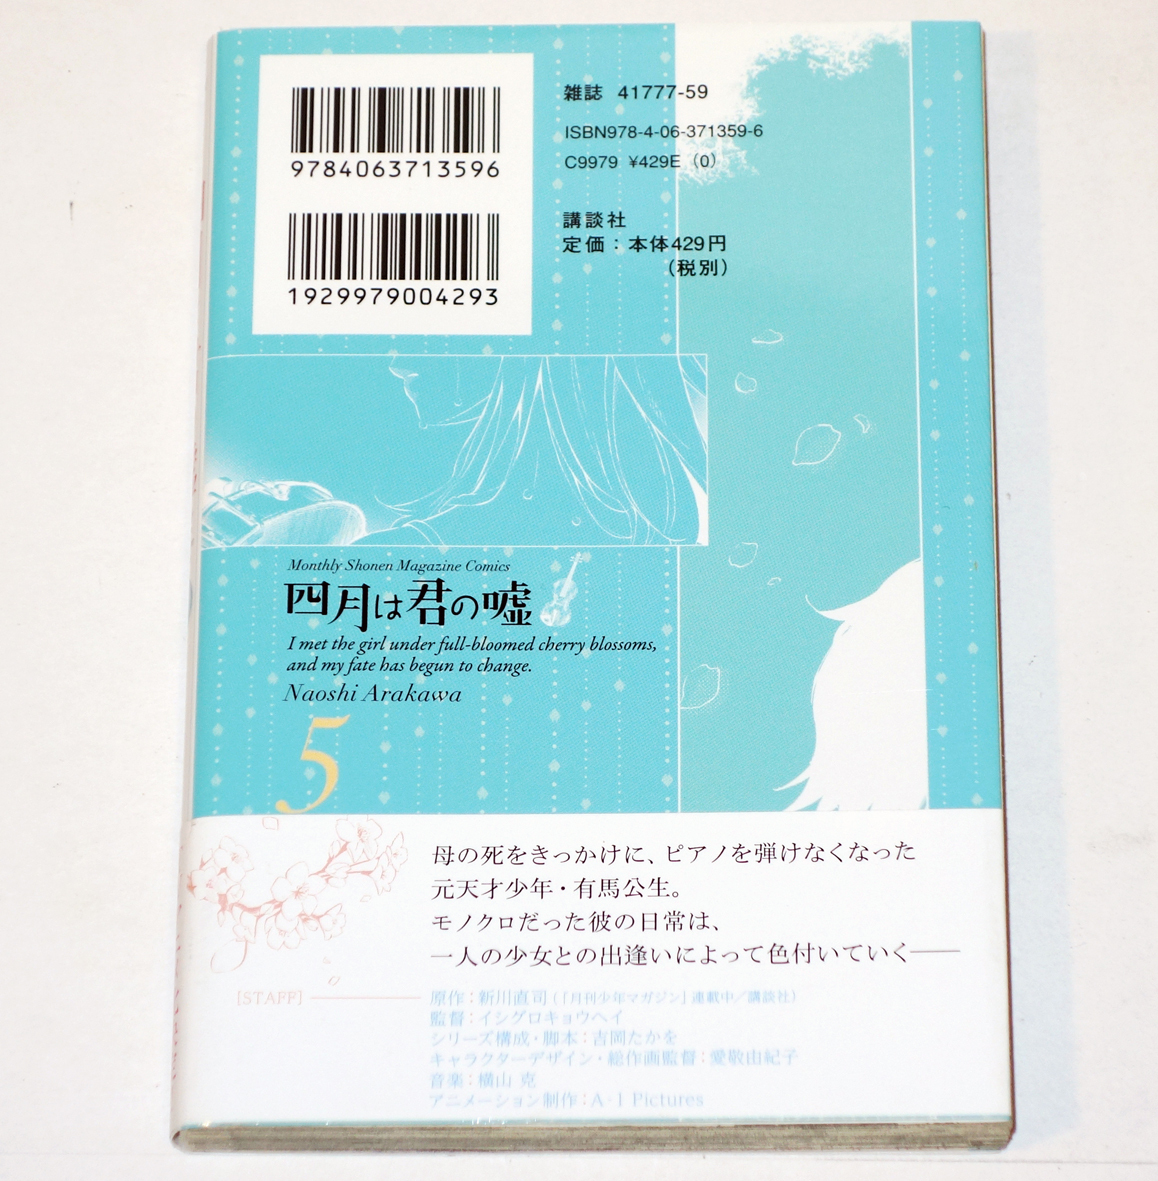 9784063713596
1929979004293
雑誌 41777-59
ISBN978-4-06-371359-6
C9979 ¥429E (0)
講談社
定価：本体429円
(税別)
Monthly Shonen Magazine Comics
四月は君の嘘
I met the girl under full-bloomed cherry blossoms,
and my fate has begun to change.
Naoshi Arakawa
5
母の死をきっかけに、ピアノを弾けなくなった
元天才少年・有馬公生。
モノクロだった彼の日常は、
一人の少女との出逢いによって色付いていく──
[STAFF]
原作：新川直司(「月刊少年マガジン」連載中／講談社)
監督：イシグロキョウヘイ
シリーズ構成・脚本：吉岡たかを
キャラクターデザイン・総作画監督：愛敬由紀子
音楽：横山 克
アニメーション制作：A-1 Pictures